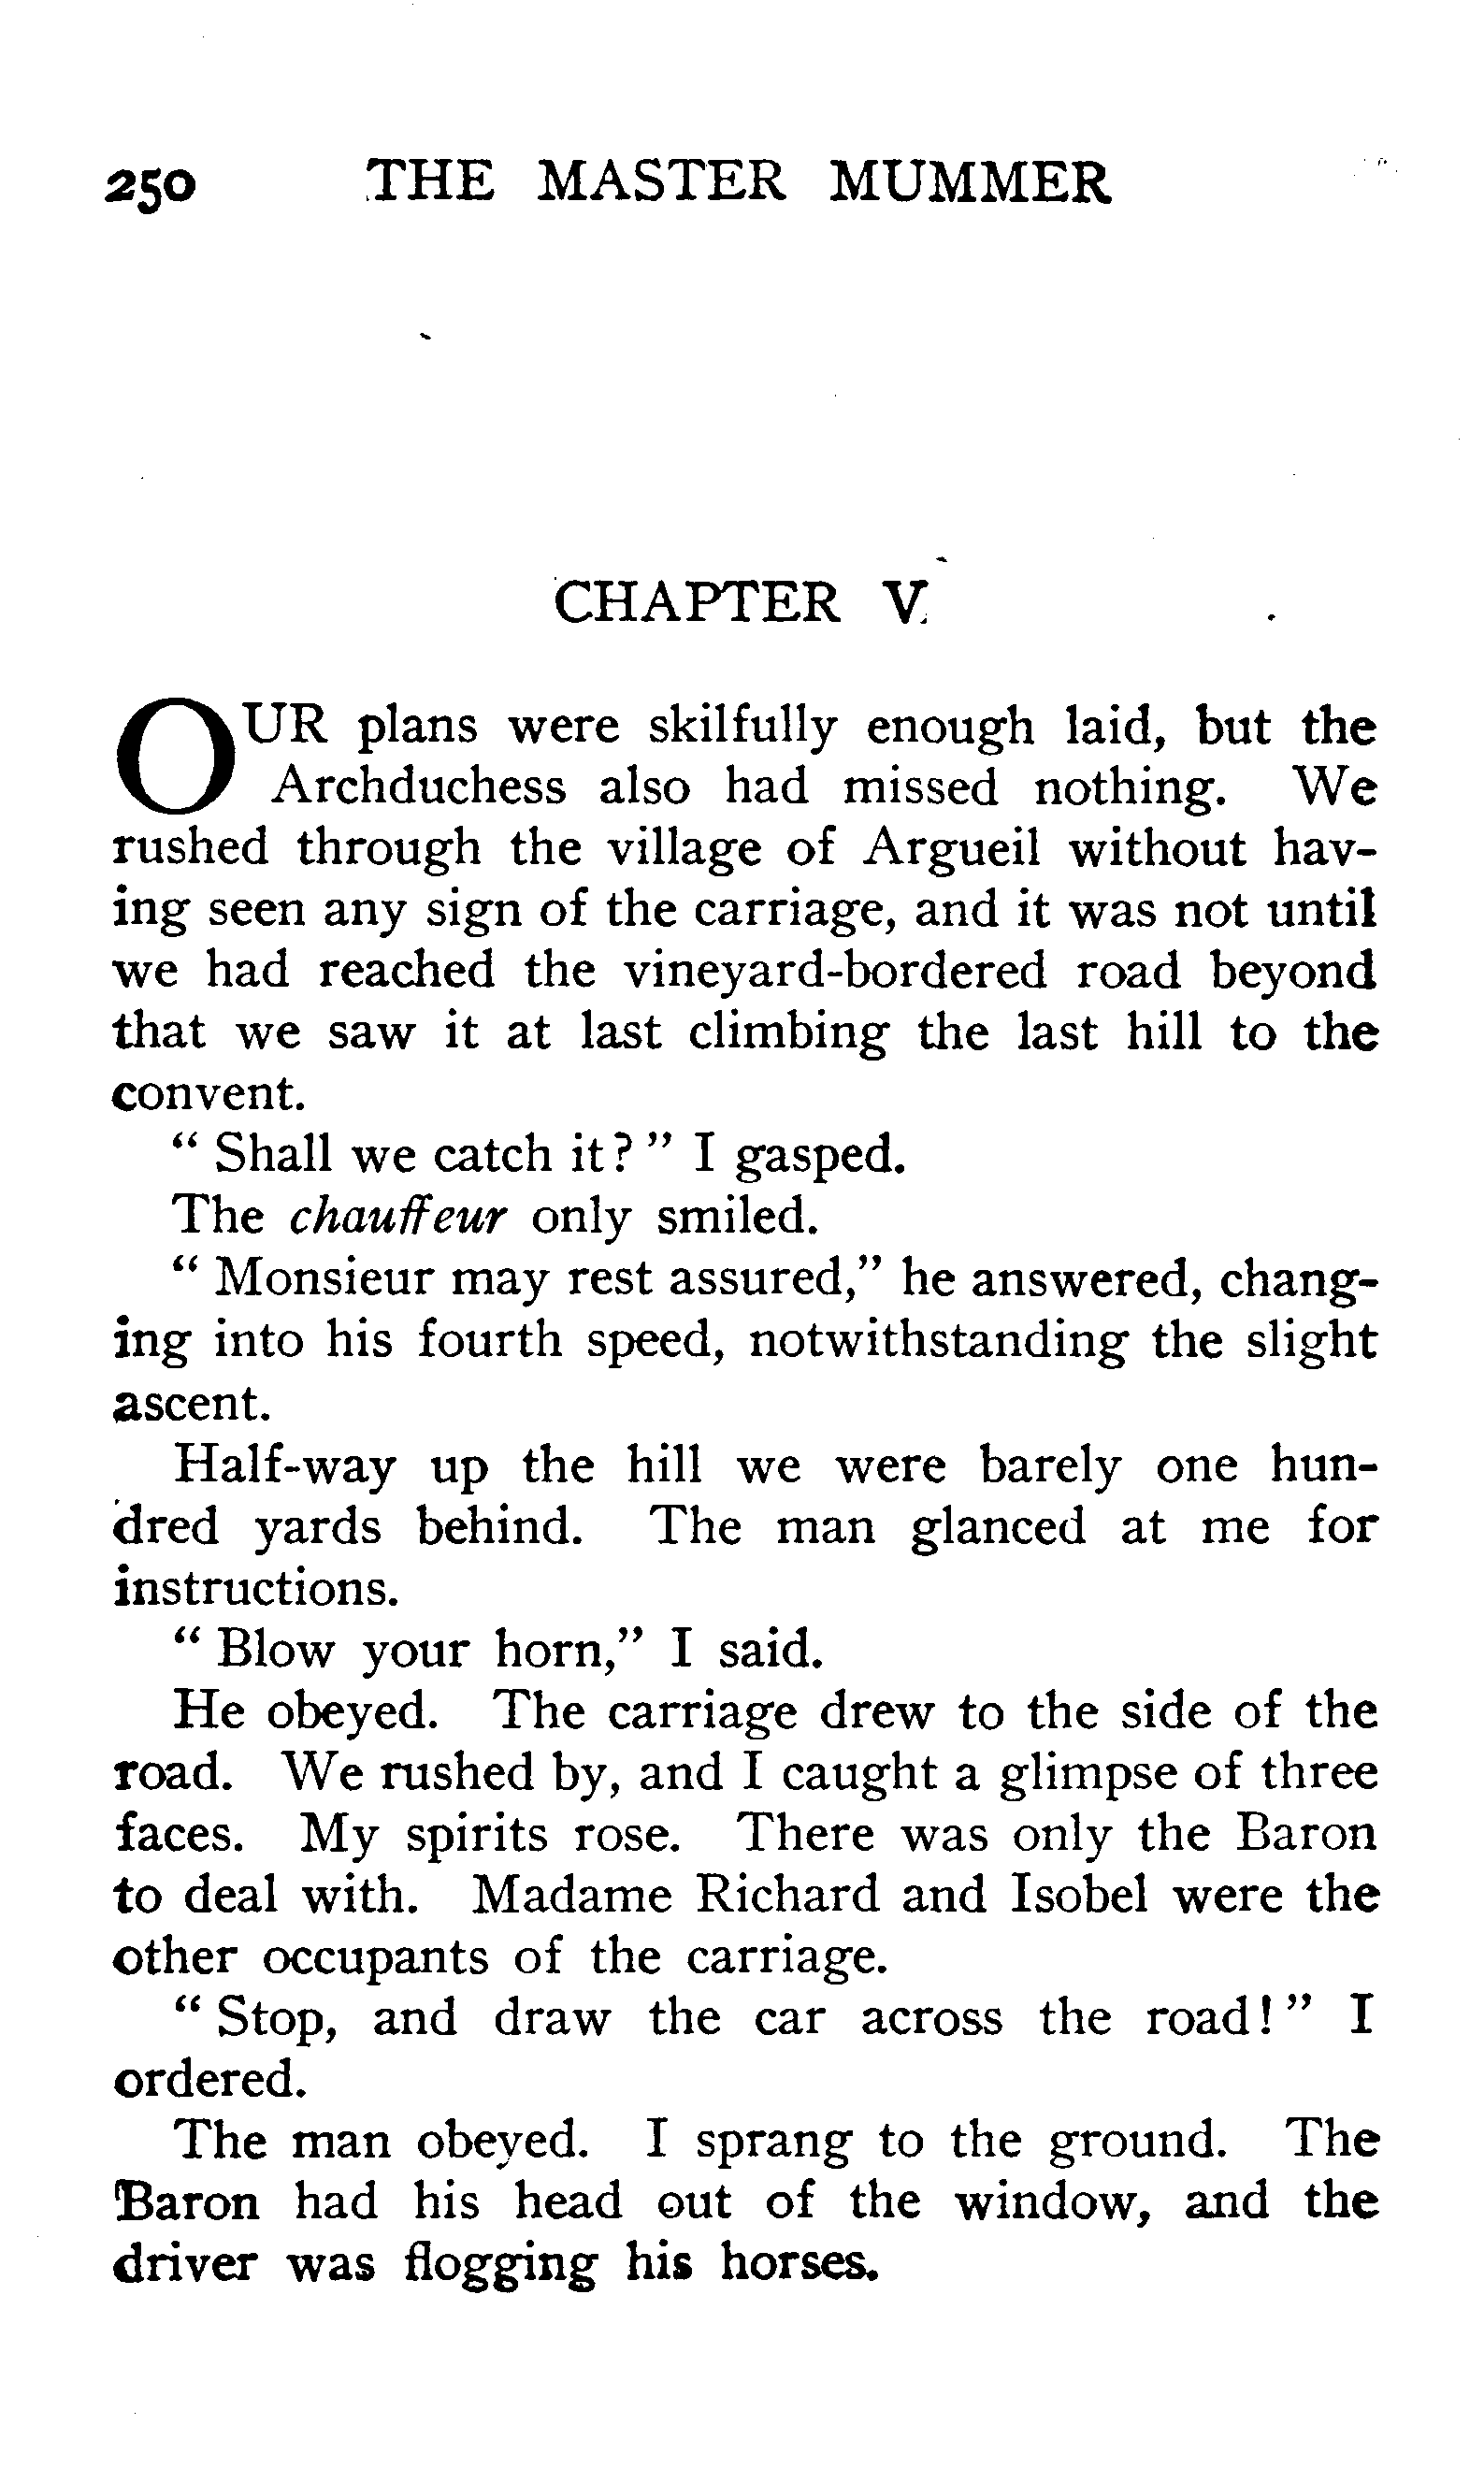 250 THE MASTER MUMMER
CHAPTER V
OUR plans were skilfully enough laid, but the
Archduchess also had missed nothing. We
rushed through the village of Argueil without hav-
ing seen any sign of the carriage, and it was not until
we had reached the vineyard-bordered road beyond
that we saw it at last climbing the last hill to the
convent.
“ Shall we catch it? ” I gasped.
The chauffeur only smiled.
“ Monsieur may rest assured,” he answered, chang-
ing into his fourth speed, notwithstanding the slight
ascent.
Half-way up the hill we were barely one hun-
dred yards behind. The man glanced at me for
instructions.
“ Blow your horn,” I said.
He obeyed. The carriage drew to the side of the
road. We rushed by, and I caught a glimpse of three
faces. My spirits rose. There was only the Baron
to deal with. Madame Richard and Isobel were the
other occupants of the carriage.
“ Stop, and draw the car across the road! ” I
ordered.
The man obeyed. I sprang to the ground. The
Baron had his head out of the window, and the
driver was flogging his horses.